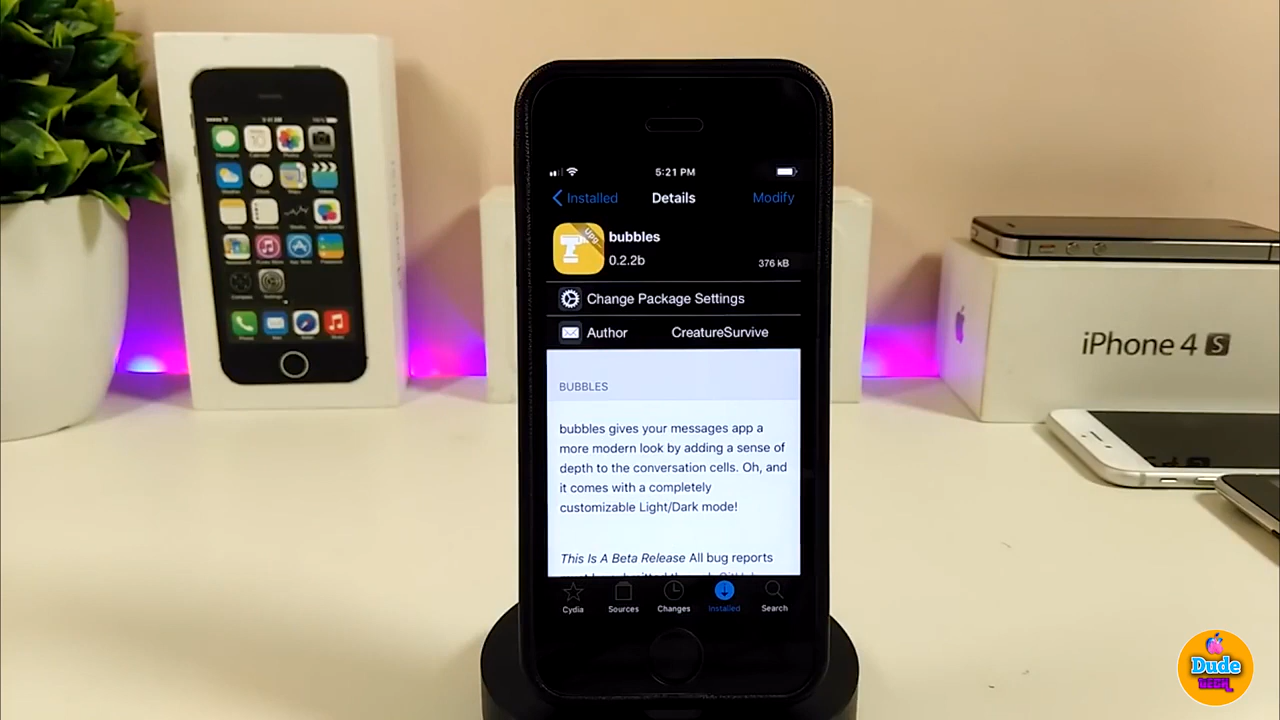 5:21 PM
Installed
Details
Modify
bubbles
upg
0.2.2b
376 kB
Change Package Settings
Author
CreatureSurvive
BUBBLES
bubbles gives your messages app a
more modern look by adding a sense of
depth to the conversation cells. Oh, and
it comes with a completely
customizable Light/Dark mode!
This Is A Beta Release All bug reports
Cydia
Sources
Changes
Installed
Search
iPhone 4 S
Dude
TECH